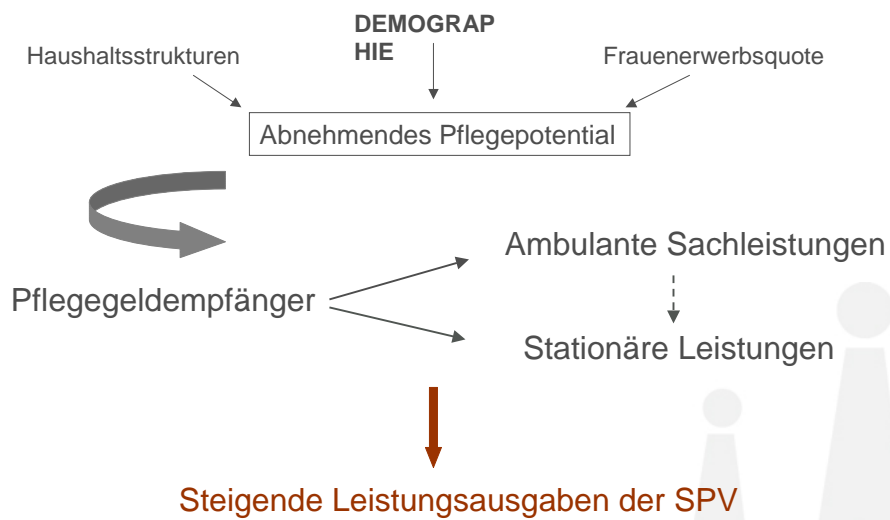 DEMOGRAP
HIE
Haushaltsstrukturen
Frauenerwerbsquote
Abnehmendes Pflegepotential
Ambulante Sachleistungen
Pflegegeldempfänger
Stationäre Leistungen
Steigende Leistungsausgaben der SPV